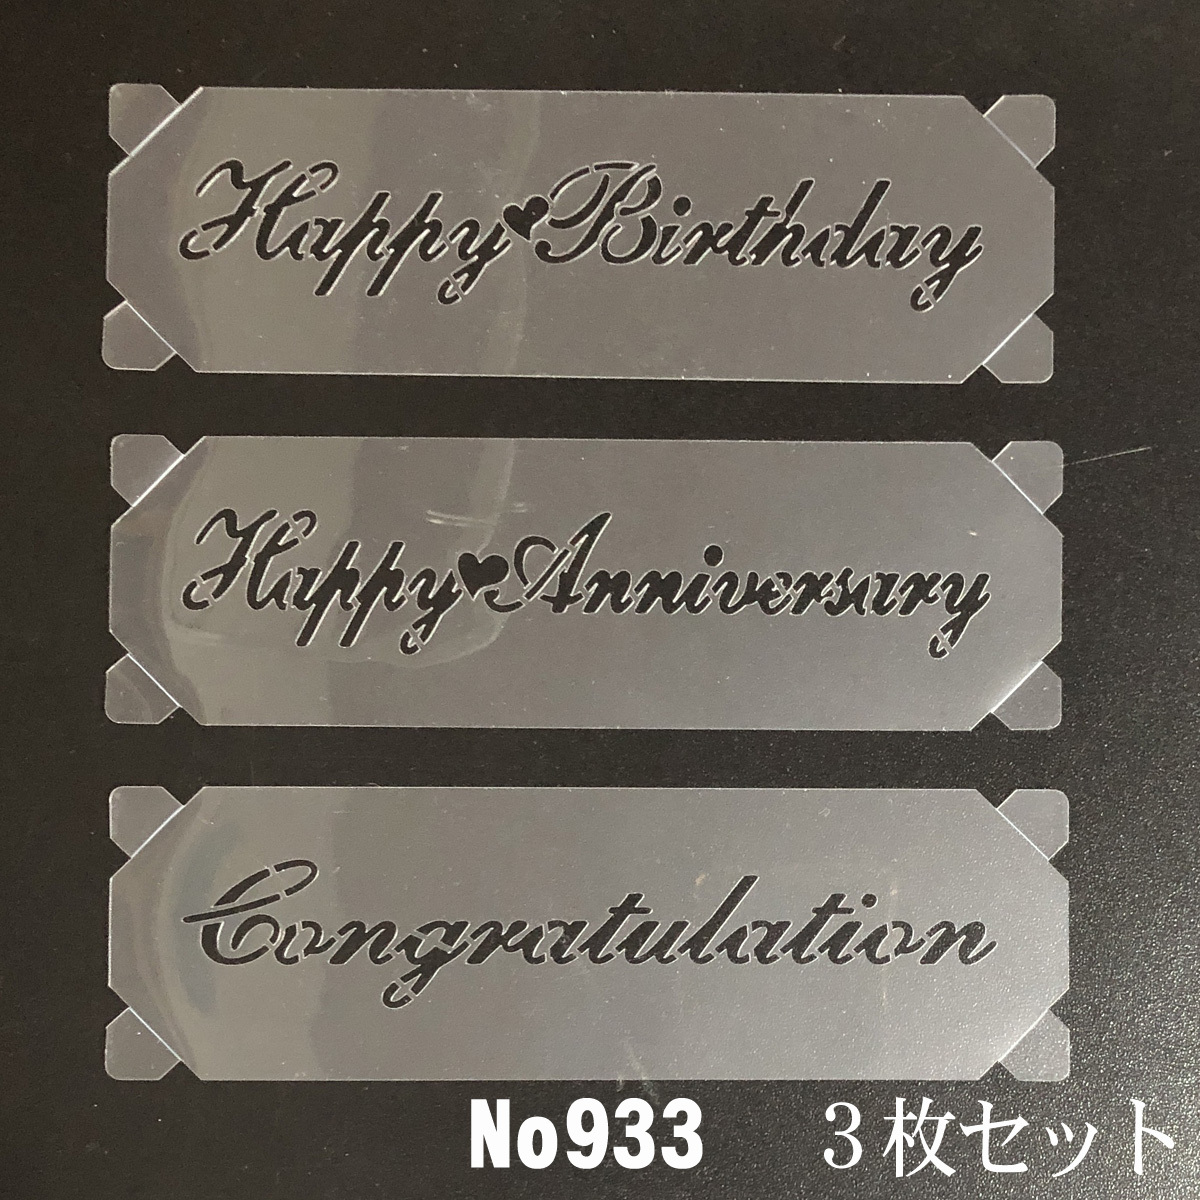 Happy♥Birthday
Happy♥Anniversary
Congratulation
No933 ３枚セット